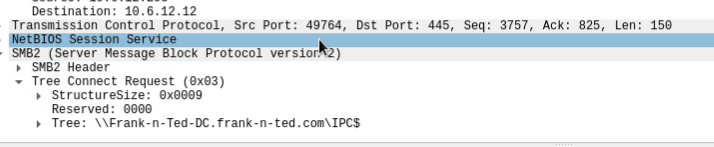 Destination: 10.6.12.12
Transmission Control Protocol, Src Port: 49764, Dst Port: 445, Seq: 3757, Ack: 825, Len: 150
NetBIOS Session Service
SMB2 (Server Message Block Protocol version 2)
SMB2 Header
Tree Connect Request (0x03)
StructureSize: 0x0009
Reserved: 0000
Tree: \\Frank-n-Ted-DC.frank-n-ted.com\IPC$